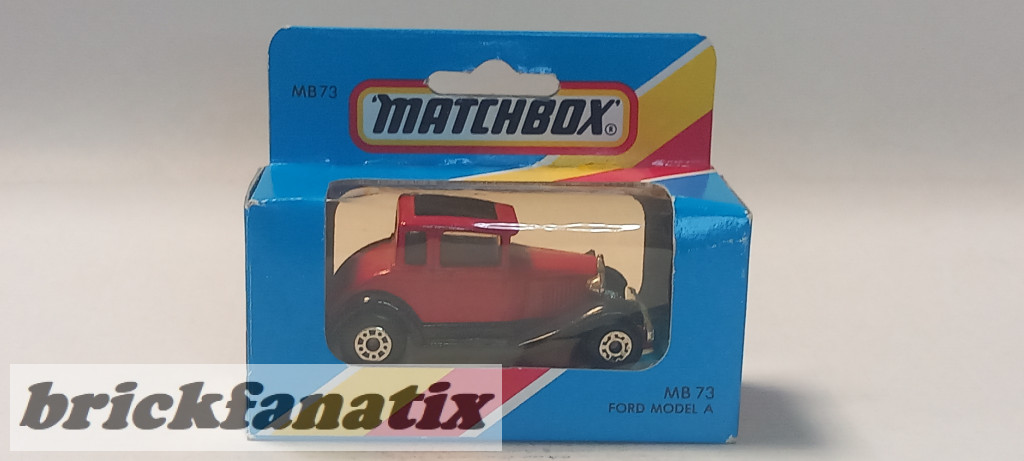 MB73
'MATCHBOX'®
MB 73
FORD MODEL A
brickfanatix